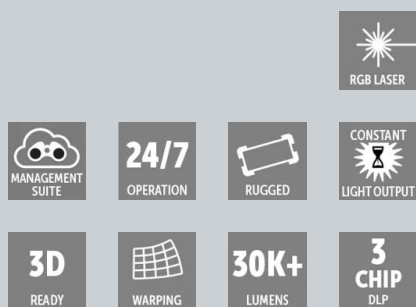 RGB LASER
MANAGEMENT
SUITE
24/7
OPERATION
RUGGED
CONSTANT
LIGHT OUTPUT
3D
READY
WARPING
30K+
LUMENS
3
CHIP
DLP